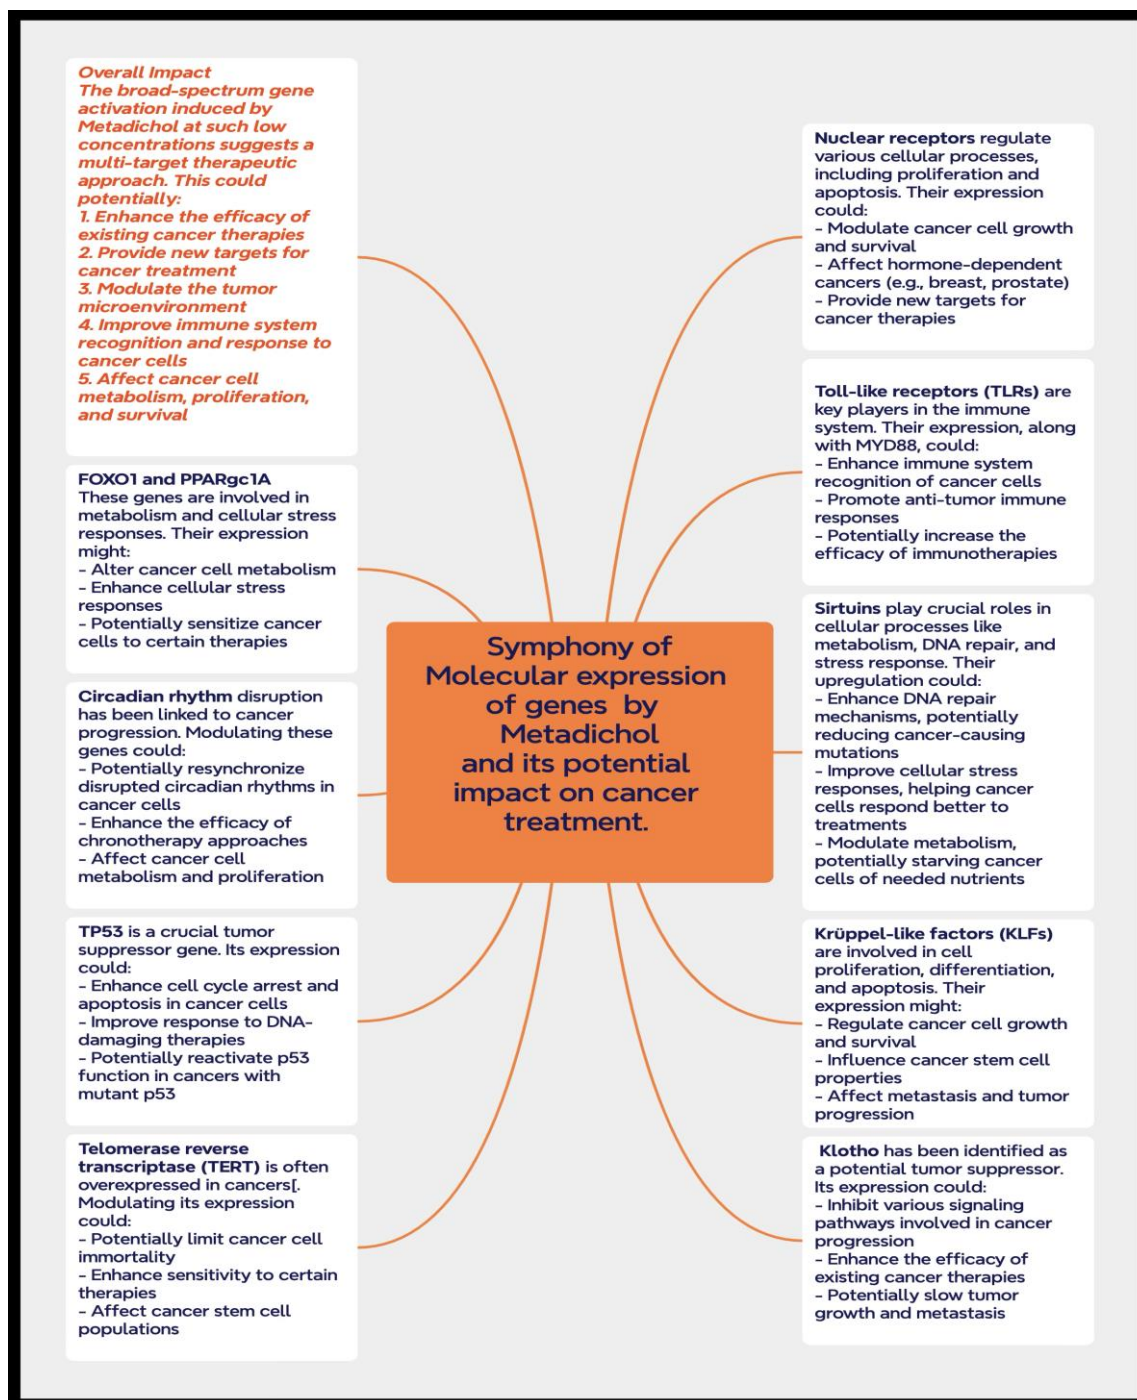 Overall Impact
The broad-spectrum gene
activation induced by
Metadichol at such low
concentrations suggests a
multi-target therapeutic
approach. This could
potentially:
1. Enhance the efficacy of
existing cancer therapies
2. Provide new targets for
cancer treatment
3. Modulate the tumor
microenvironment
4. Improve immune system
recognition and response to
cancer cells
5. Affect cancer cell
metabolism, proliferation,
and survival
FOXO1 and PPARgc1A
These genes are involved in
metabolism and cellular stress
responses. Their expression
might:
- Alter cancer cell metabolism
- Enhance cellular stress
responses
- Potentially sensitize cancer
cells to certain therapies
Circadian rhythm disruption
has been linked to cancer
progression. Modulating these
genes could:
- Potentially resynchronize
disrupted circadian rhythms in
cancer cells
- Enhance the efficacy of
chronotherapy approaches
- Affect cancer cell
metabolism and proliferation
TP53 is a crucial tumor
suppressor gene. Its expression
could:
- Enhance cell cycle arrest and
apoptosis in cancer cells
- Improve response to DNA-
damaging therapies
- Potentially reactivate p53
function in cancers with
mutant p53
Telomerase reverse
transcriptase (TERT) is often
overexpressed in cancers[.
Modulating its expression
could:
- Potentially limit cancer cell
immortality
- Enhance sensitivity to certain
therapies
- Affect cancer stem cell
populations
Symphony of
Molecular expression
of genes by
Metadichol
and its potential
impact on cancer
treatment.
Nuclear receptors regulate
various cellular processes,
including proliferation and
apoptosis. Their expression
could:
- Modulate cancer cell growth
and survival
- Affect hormone-dependent
cancers (e.g., breast, prostate)
- Provide new targets for
cancer therapies
Toll-like receptors (TLRs) are
key players in the immune
system. Their expression, along
with MYD88, could:
- Enhance immune system
recognition of cancer cells
- Promote anti-tumor immune
responses
- Potentially increase the
efficacy of immunotherapies
Sirtuins play crucial roles in
cellular processes like
metabolism, DNA repair, and
stress response. Their
upregulation could:
- Enhance DNA repair
mechanisms, potentially
reducing cancer-causing
mutations
- Improve cellular stress
responses, helping cancer
cells respond better to
treatments
- Modulate metabolism,
potentially starving cancer
cells of needed nutrients
Krüppel-like factors (KLFs)
are involved in cell
proliferation, differentiation,
and apoptosis. Their
expression might:
- Regulate cancer cell growth
and survival
- Influence cancer stem cell
properties
- Affect metastasis and tumor
progression
Klotho has been identified as
a potential tumor suppressor.
Its expression could:
- Inhibit various signaling
pathways involved in cancer
progression
- Enhance the efficacy of
existing cancer therapies
- Potentially slow tumor
growth and metastasis